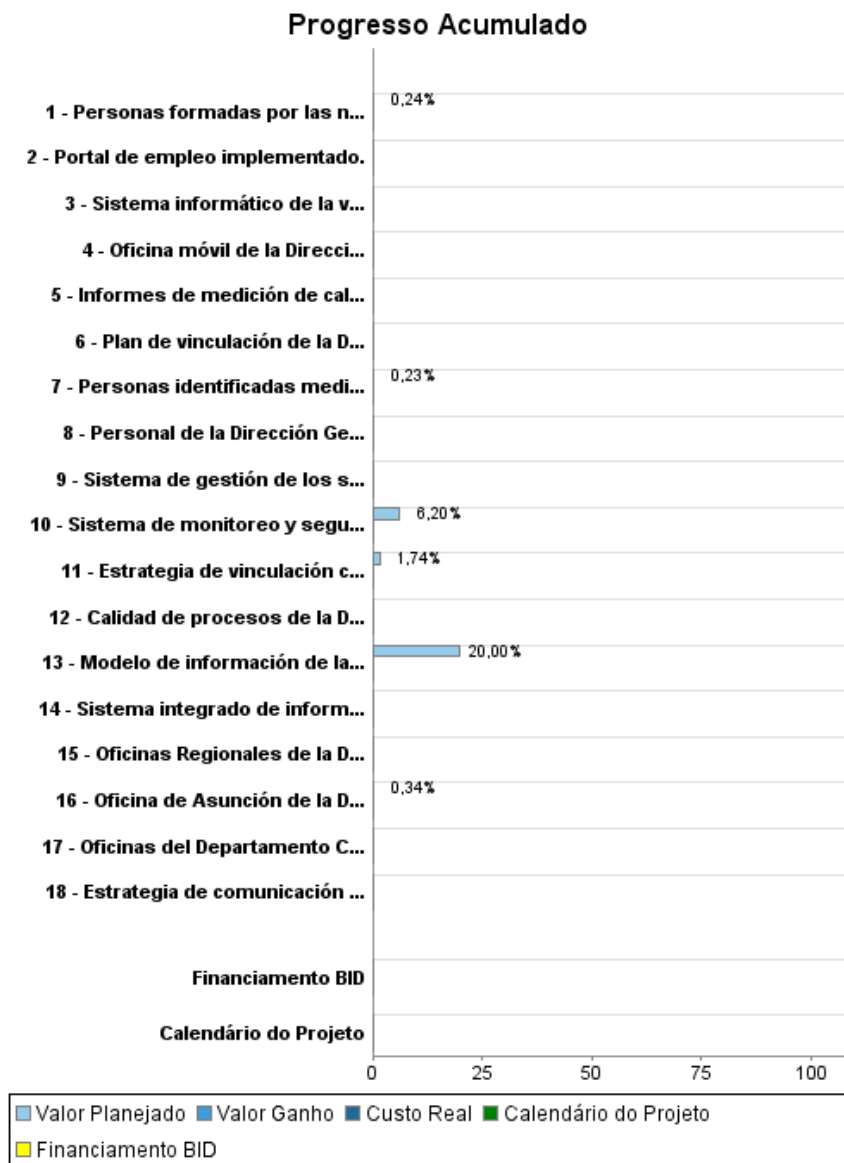 Progresso Acumulado
0,24%
1 - Personas formadas por las n...
2 - Portal de empleo implementado.
3 - Sistema informático de la v...
4 - Oficina móvil de la Direcci...
5 - Informes de medición de cal...
6 - Plan de vinculación de la D...
0,23%
7 - Personas identificadas medi...
8 - Personal de la Dirección Ge...
9 - Sistema de gestión de los s...
6,20%
10 - Sistema de monitoreo y segu...
1,74%
11 - Estrategia de vinculación c...
12 - Calidad de procesos de la D...
20,00%
13 - Modelo de información de la...
14 - Sistema integrado de inform...
15 - Oficinas Regionales de la D...
0,34%
16 - Oficina de Asunción de la D...
17 - Oficinas del Departamento C...
18 - Estrategia de comunicación ...
Financiamento BID
Calendário do Projeto
0 25 50 75 100
Valor Planejado Valor Ganho Custo Real Calendário do Projeto
Financiamento BID